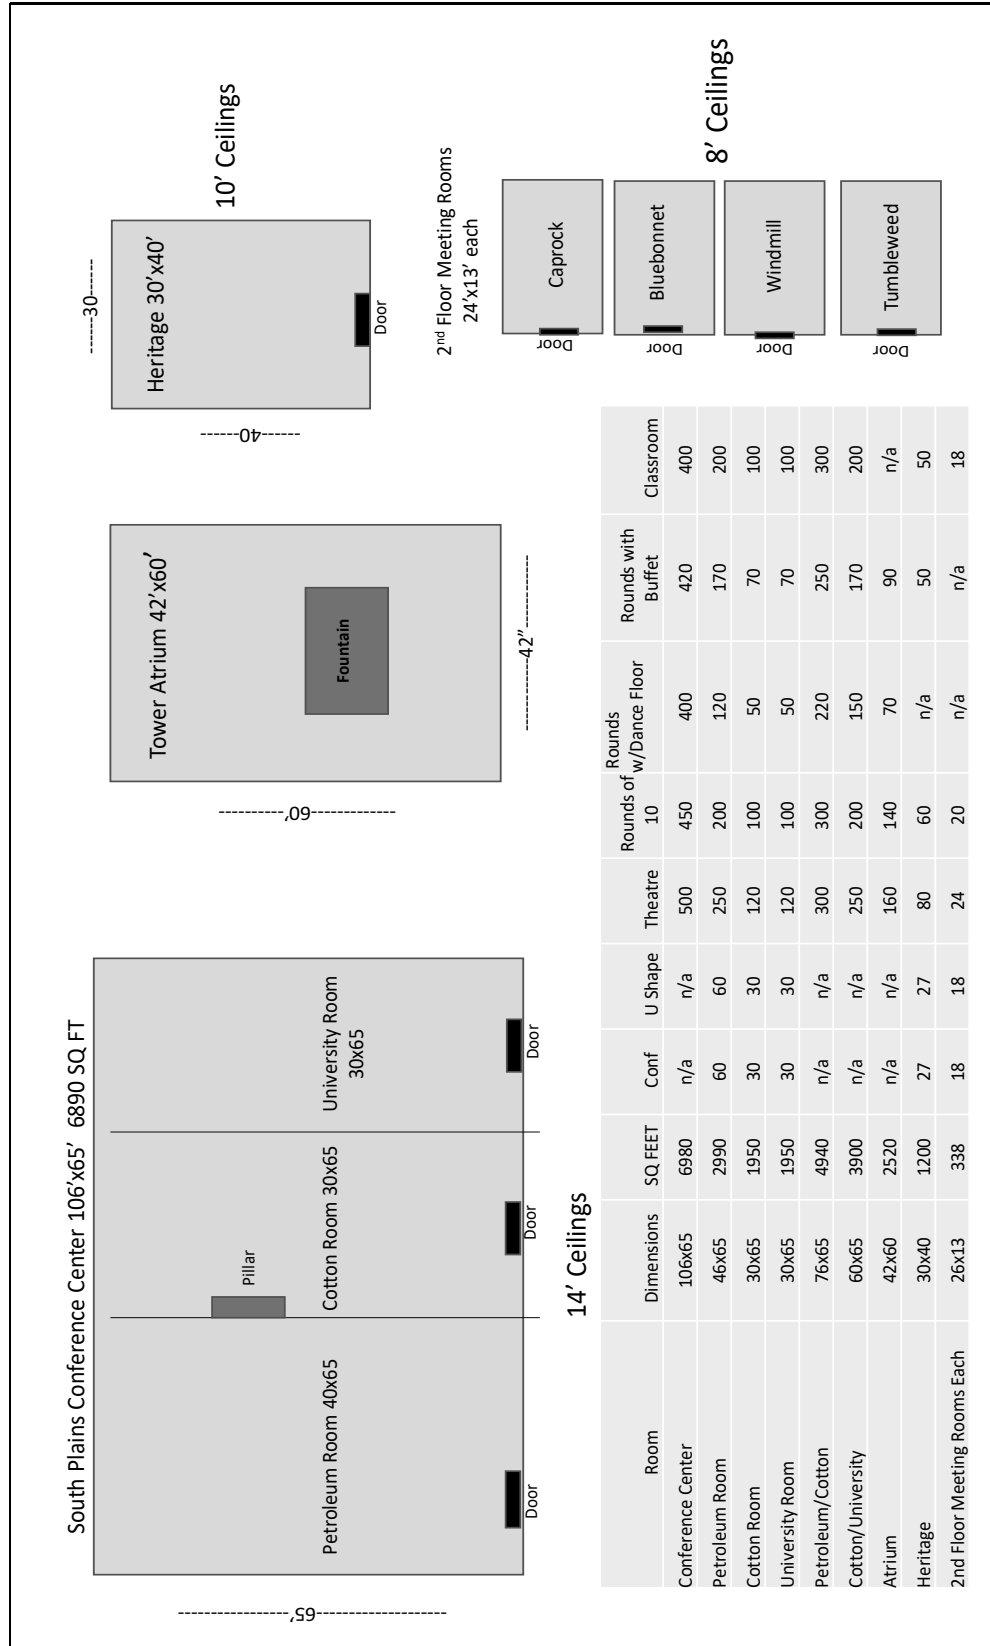 South Plains Conference Center 106'x65'  6890 SQ FT
65'
Petroleum Room 40x65
Pillar
Cotton Room 30x65
University Room
30x65
Door
Door
Door
14' Ceilings
Tower Atrium 42'x60'
60'
Fountain
42"
30
Heritage 30'x40'
40
Door
10' Ceilings
2nd Floor Meeting Rooms
24'x13' each
Caprock
Door
Bluebonnet
Door
Windmill
Door
Tumbleweed
Door
8' Ceilings
Room Dimensions SQ FEET Conf U Shape Theatre Rounds of 10 Rounds w/Dance Floor Rounds with Buffet Classroom
Conference Center 106x65 6980 n/a n/a 500 450 400 420 400
Petroleum Room 46x65 2990 60 60 250 200 120 170 200
Cotton Room 30x65 1950 30 30 120 100 50 70 100
University Room 30x65 1950 30 30 120 100 50 70 100
Petroleum/Cotton 76x65 4940 n/a n/a 300 300 220 250 300
Cotton/University 60x65 3900 n/a n/a 250 200 150 170 200
Atrium 42x60 2520 n/a n/a 160 140 70 90 n/a
Heritage 30x40 1200 27 27 80 60 n/a 50 50
2nd Floor Meeting Rooms Each 26x13 338 18 18 24 20 n/a n/a 18